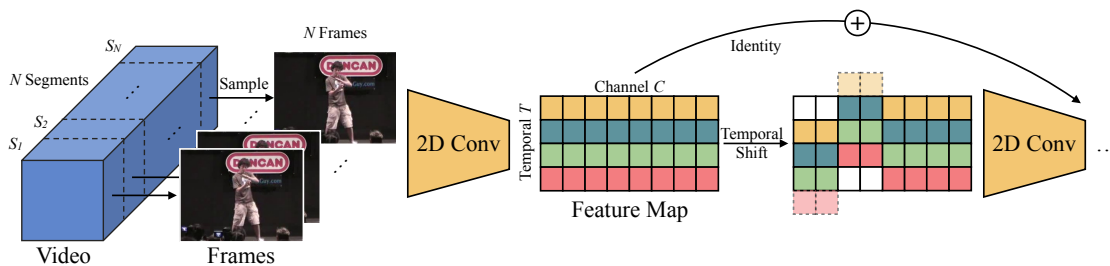 S_N
N Segments
S_2
S_1
Video
N Frames
Sample
DUNCAN
DUNCAN
Frames
2D Conv
Identity
Channel C
Temporal T
Feature Map
Temporal
Shift
2D Conv